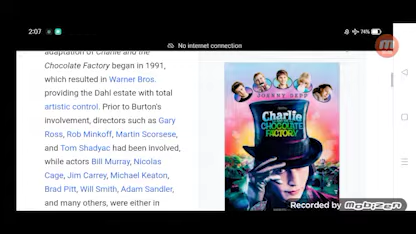 2:07
74%
No internet connection
adaptation of Charlie and the
Chocolate Factory began in 1991,
which resulted in Warner Bros.
providing the Dahl estate with total
artistic control. Prior to Burton's
involvement, directors such as Gary
Ross, Rob Minkoff, Martin Scorsese,
and Tom Shadyac had been involved,
while actors Bill Murray, Nicolas
Cage, Jim Carrey, Michael Keaton,
Brad Pitt, Will Smith, Adam Sandler,
and many others, were either in
JOHNNY DEPP
Charlie
AND THE
CHOCOLATE
FACTORY
Recorded by Mobizen